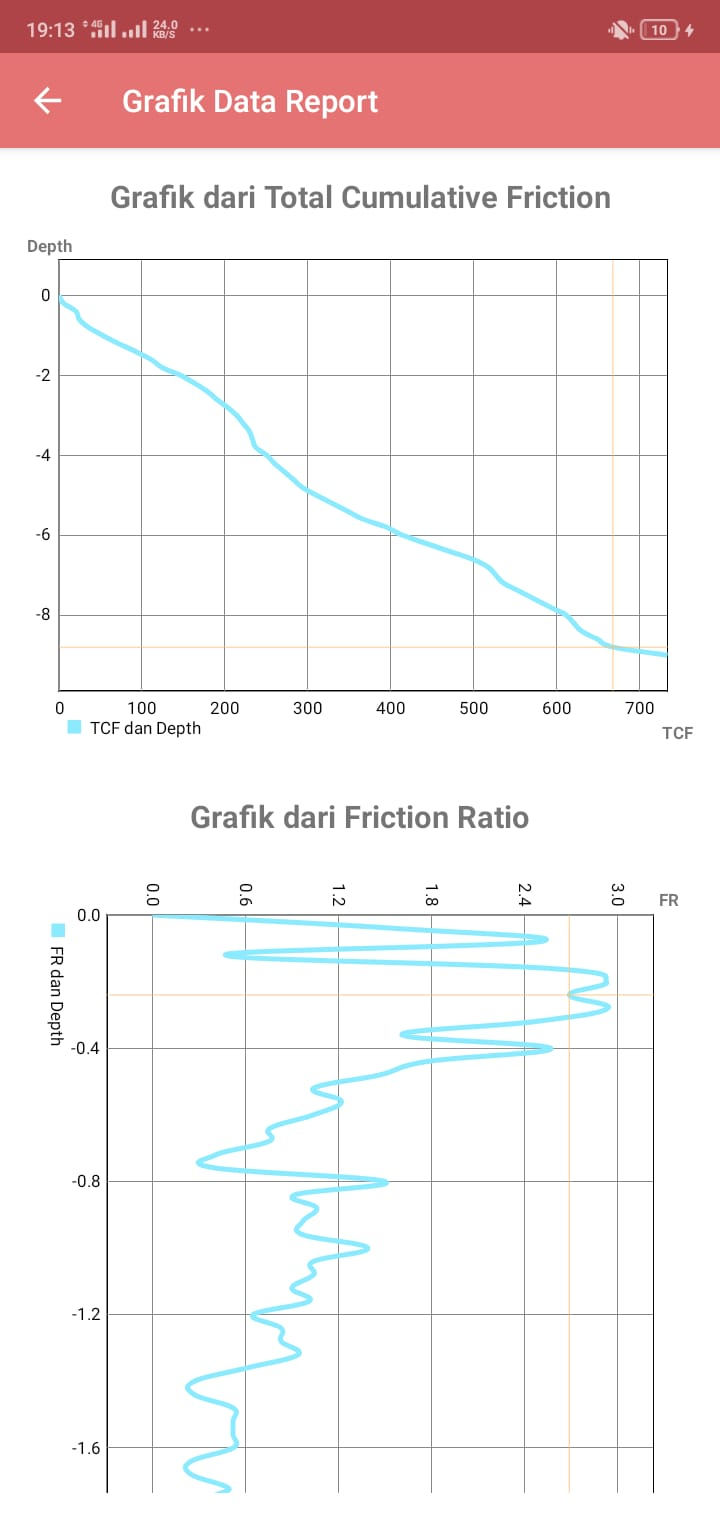 19:13 4G 24.0 KB/S ... 10
Grafik Data Report
Grafik dari Total Cumulative Friction
Depth
0
-2
-4
-6
-8
0 100 200 300 400 500 600 700
TCF dan Depth
TCF
Grafik dari Friction Ratio
0.0 0.6 1.2 1.8 2.4 3.0 FR
0.0
FR dan Depth
-0.4
-0.8
-1.2
-1.6